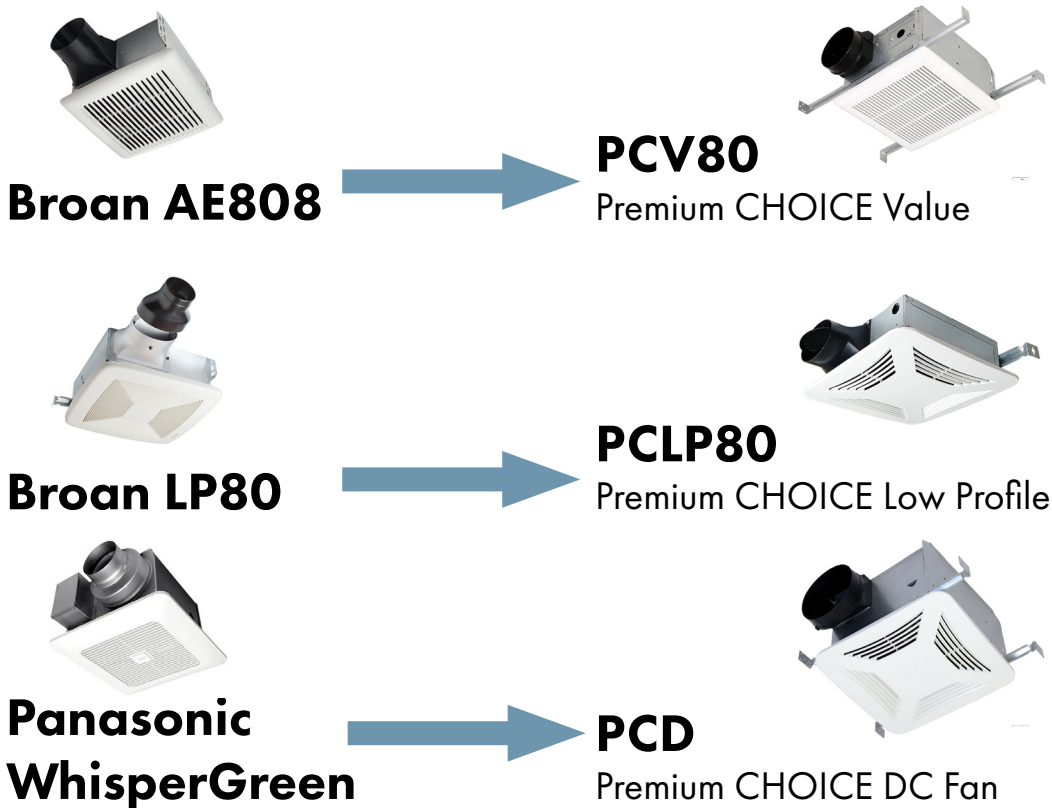 Broan AE808
PCV80
Premium CHOICE Value
Broan LP80
PCLP80
Premium CHOICE Low Profile
Panasonic
WhisperGreen
PCD
Premium CHOICE DC Fan